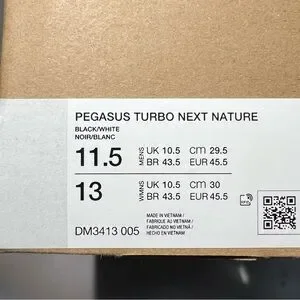 PEGASUS TURBO NEXT NATURE
BLACK/WHITE
NOIR/BLANC
11.5 MENS UK 10.5 cm 29.5
BR 43.5 EUR 45.5
13 WMNS UK 10.5 cm 30
BR 43.5 EUR 45.5
MADE IN VIETNAM /
FABRIQUE AU VIETNAM /
FABRICADO NO VIETNÃ /
HECHO EN VIETNAM
DM3413 005